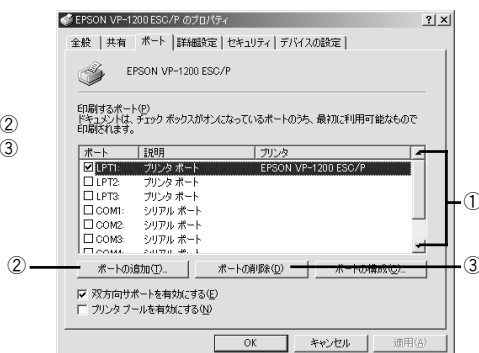 EPSON VP-1200 ESC/P のプロパティ
全般 共有 ポート 詳細設定 セキュリティ デバイスの設定
EPSON VP-1200 ESC/P
印刷するポート(P)
ドキュメントは、チェック ボックスがオンになっているポートのうち、最初に利用可能なもので
印刷されます。
②
③
ポート 説明 プリンタ
LPT1: プリンタ ポート EPSON VP-1200 ESC/P
LPT2: プリンタ ポート
LPT3: プリンタ ポート
COM1: シリアル ポート
COM2: シリアル ポート
COM3: シリアル ポート
COM4: シリアル ポート
①
② ポートの追加(T)... ポートの削除(D) ポートの構成(C)... ③
双方向サポートを有効にする(E)
プリンタ プールを有効にする(N)
OK キャンセル 適用(A)